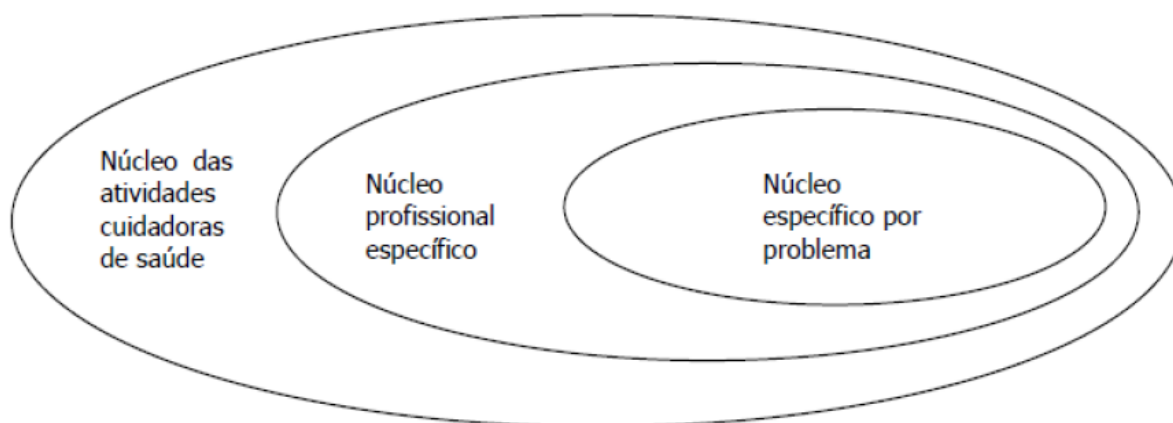 Núcleo das
atividades
cuidadoras
de saúde
Núcleo
profissional
específico
Núcleo
específico por
problema